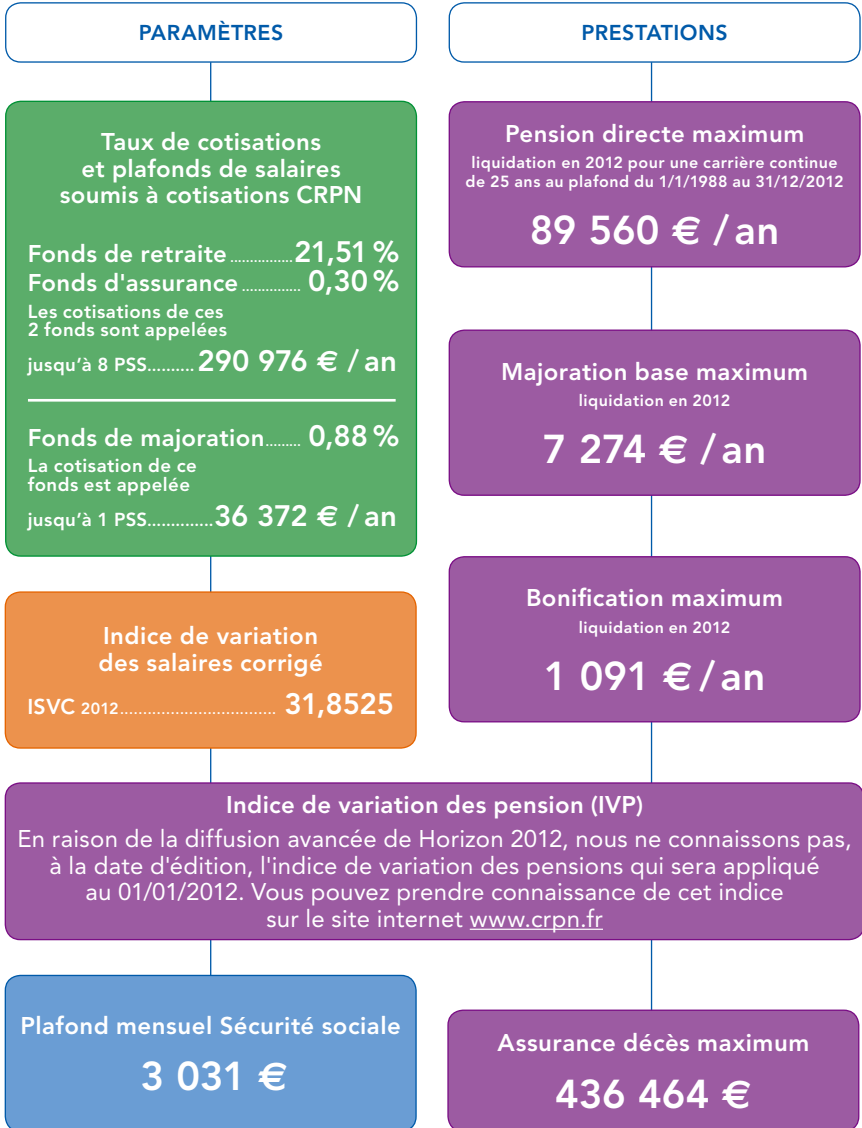 PARAMÈTRES
Taux de cotisations
et plafonds de salaires
soumis à cotisations CRPN
Fonds de retraite ............... 21,51 %
Fonds d'assurance .............. 0,30 %
Les cotisations de ces
2 fonds sont appelées
jusqu'à 8 PSS.......... 290 976 € / an
Fonds de majoration......... 0,88 %
La cotisation de ce
fonds est appelée
jusqu'à 1 PSS..............36 372 € / an
Indice de variation
des salaires corrigé
ISVC 2012.................................. 31,8525
PRESTATIONS
Pension directe maximum
liquidation en 2012 pour une carrière continue
de 25 ans au plafond du 1/1/1988 au 31/12/2012
89 560 € / an
Majoration base maximum
liquidation en 2012
7 274 € / an
Bonification maximum
liquidation en 2012
1 091 € / an
Indice de variation des pension (IVP)
En raison de la diffusion avancée de Horizon 2012, nous ne connaissons pas,
à la date d'édition, l'indice de variation des pensions qui sera appliqué
au 01/01/2012. Vous pouvez prendre connaissance de cet indice
sur le site internet www.crpn.fr
Plafond mensuel Sécurité sociale
3 031 €
Assurance décès maximum
436 464 €